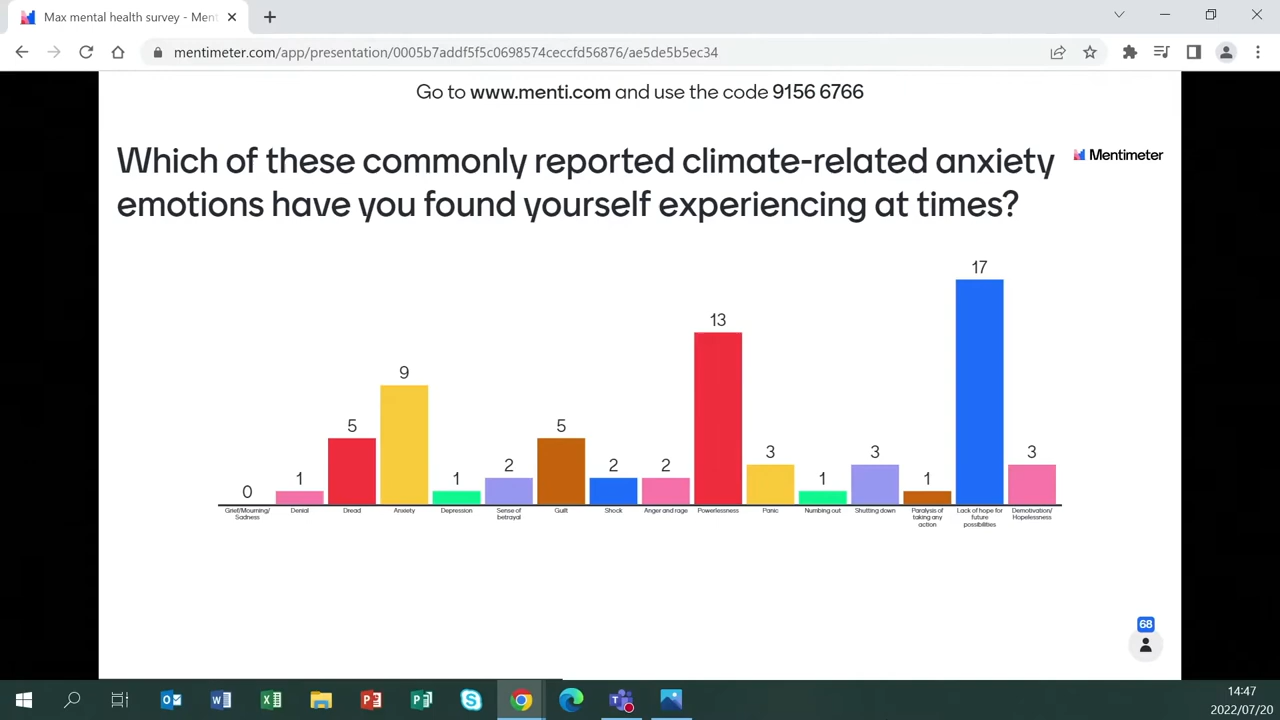 Max mental health survey - Ment
mentimeter.com/app/presentation/0005b7addf5f5c0698574ceccfd56876/ae5de5b5ec34
Go to www.menti.com and use the code 9156 6766
Which of these commonly reported climate-related anxiety
emotions have you found yourself experiencing at times?
Mentimeter
17
13
9
5
5
3
3
3
2
2
2
1
1
1
1
0
Grief/Mourning/
Sadness
Denial
Dread
Anxiety
Depression
Sense of
betrayal
Guilt
Shock
Anger and rage
Powerlessness
Panic
Numbing out
Shutting down
Paralysis of
taking any
action
Lack of hope for
future
possibilities
Demotivation/
Hopelessness
68
14:47
2022/07/20